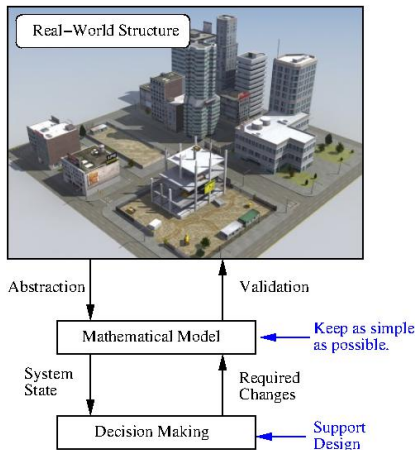 Real-World Structure
Abstraction
Validation
Mathematical Model
Keep as simple
as possible.
System
State
Required
Changes
Decision Making
Support
Design